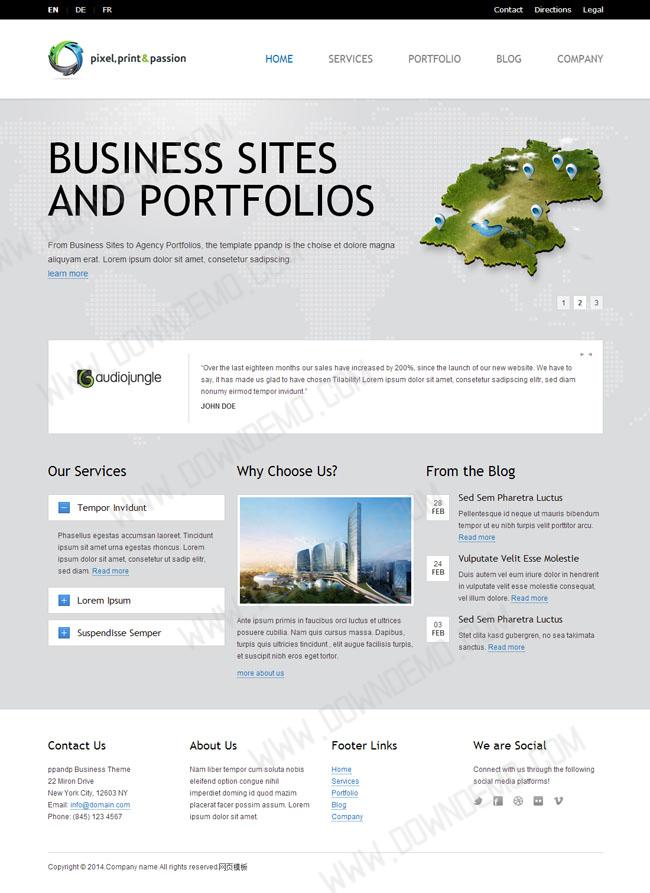 EN | DE | FR
Contact Directions Legal
pixel,print&passion
HOME SERVICES PORTFOLIO BLOG COMPANY
BUSINESS SITES
AND PORTFOLIOS
From Business Sites to Agency Portfolios, the template ppandp is the choise et dolore magna
aliquyam erat. Lorem ipsum dolor sit amet, consetetur sadipscing.
learn more
1 2 3
audiojungle
"Over the last eighteen months our sales have increased by 200%, since the launch of our new website. We have to
say, it has made us glad to have chosen Tilability! Lorem ipsum dolor sit amet, consetetur sadipscing elitr, sed diam
nonumy eirmod tempor invidunt."
JOHN DOE
Our Services
Tempor Invidunt
Phasellus egestas accumsan laoreet. Tincidunt
ipsum sit amet urna egestas rhoncus. Lorem
ipsum dolor sit amet, consetetur ut sadip elitr,
sed diam. Read more
Lorem Ipsum
Suspendisse Semper
Why Choose Us?
Ante ipsum primis in faucibus orci luctus et ultrices
posuere cubilia. Nam quis cursus massa. Dapibus,
turpis quis ultricies tincidunt , elit augue facilisis turpis,
et suscipit nibh eros eget tortor.
more about us
From the Blog
28
FEB
Sed Sem Pharetra Luctus
Pellentesque id neque ut mauris bibendum
tempor ut eu nibh turpis velit porttitor arcu.
Read more
24
FEB
Vulputate Velit Esse Molestie
Duis autem vel eum iriure dolor in hendrerit
in vulputate velit esse molestie consequat,
vel illum dolore. Read more
03
FEB
Sed Sem Pharetra Luctus
Stet clita kasd gubergren, no sea takimata
sanctus. Read more
Contact Us
ppandp Business Theme
22 Miron Drive
New York City, 12603 NY
Email: info@domain.com
Phone: (845) 123 4567
About Us
Nam liber tempor cum soluta nobis
eleifend option congue nihil
imperdiet doming id quod mazim
placerat facer possim assum. Lorem
ipsum dolor sit amet.
Footer Links
Home
Services
Portfolio
Blog
Company
We are Social
Connect with us through the following
social media platforms!
Copyright © 2014.Company name All rights reserved.网页模板
WWW.DOWNDEMO.COM
WWW.DOWNDEMO.COM
WWW.DOWNDEMO.COM
WWW.DOWNDEMO.COM
WWW.DOWNDEMO.COM
WWW.DOWNDEMO.COM